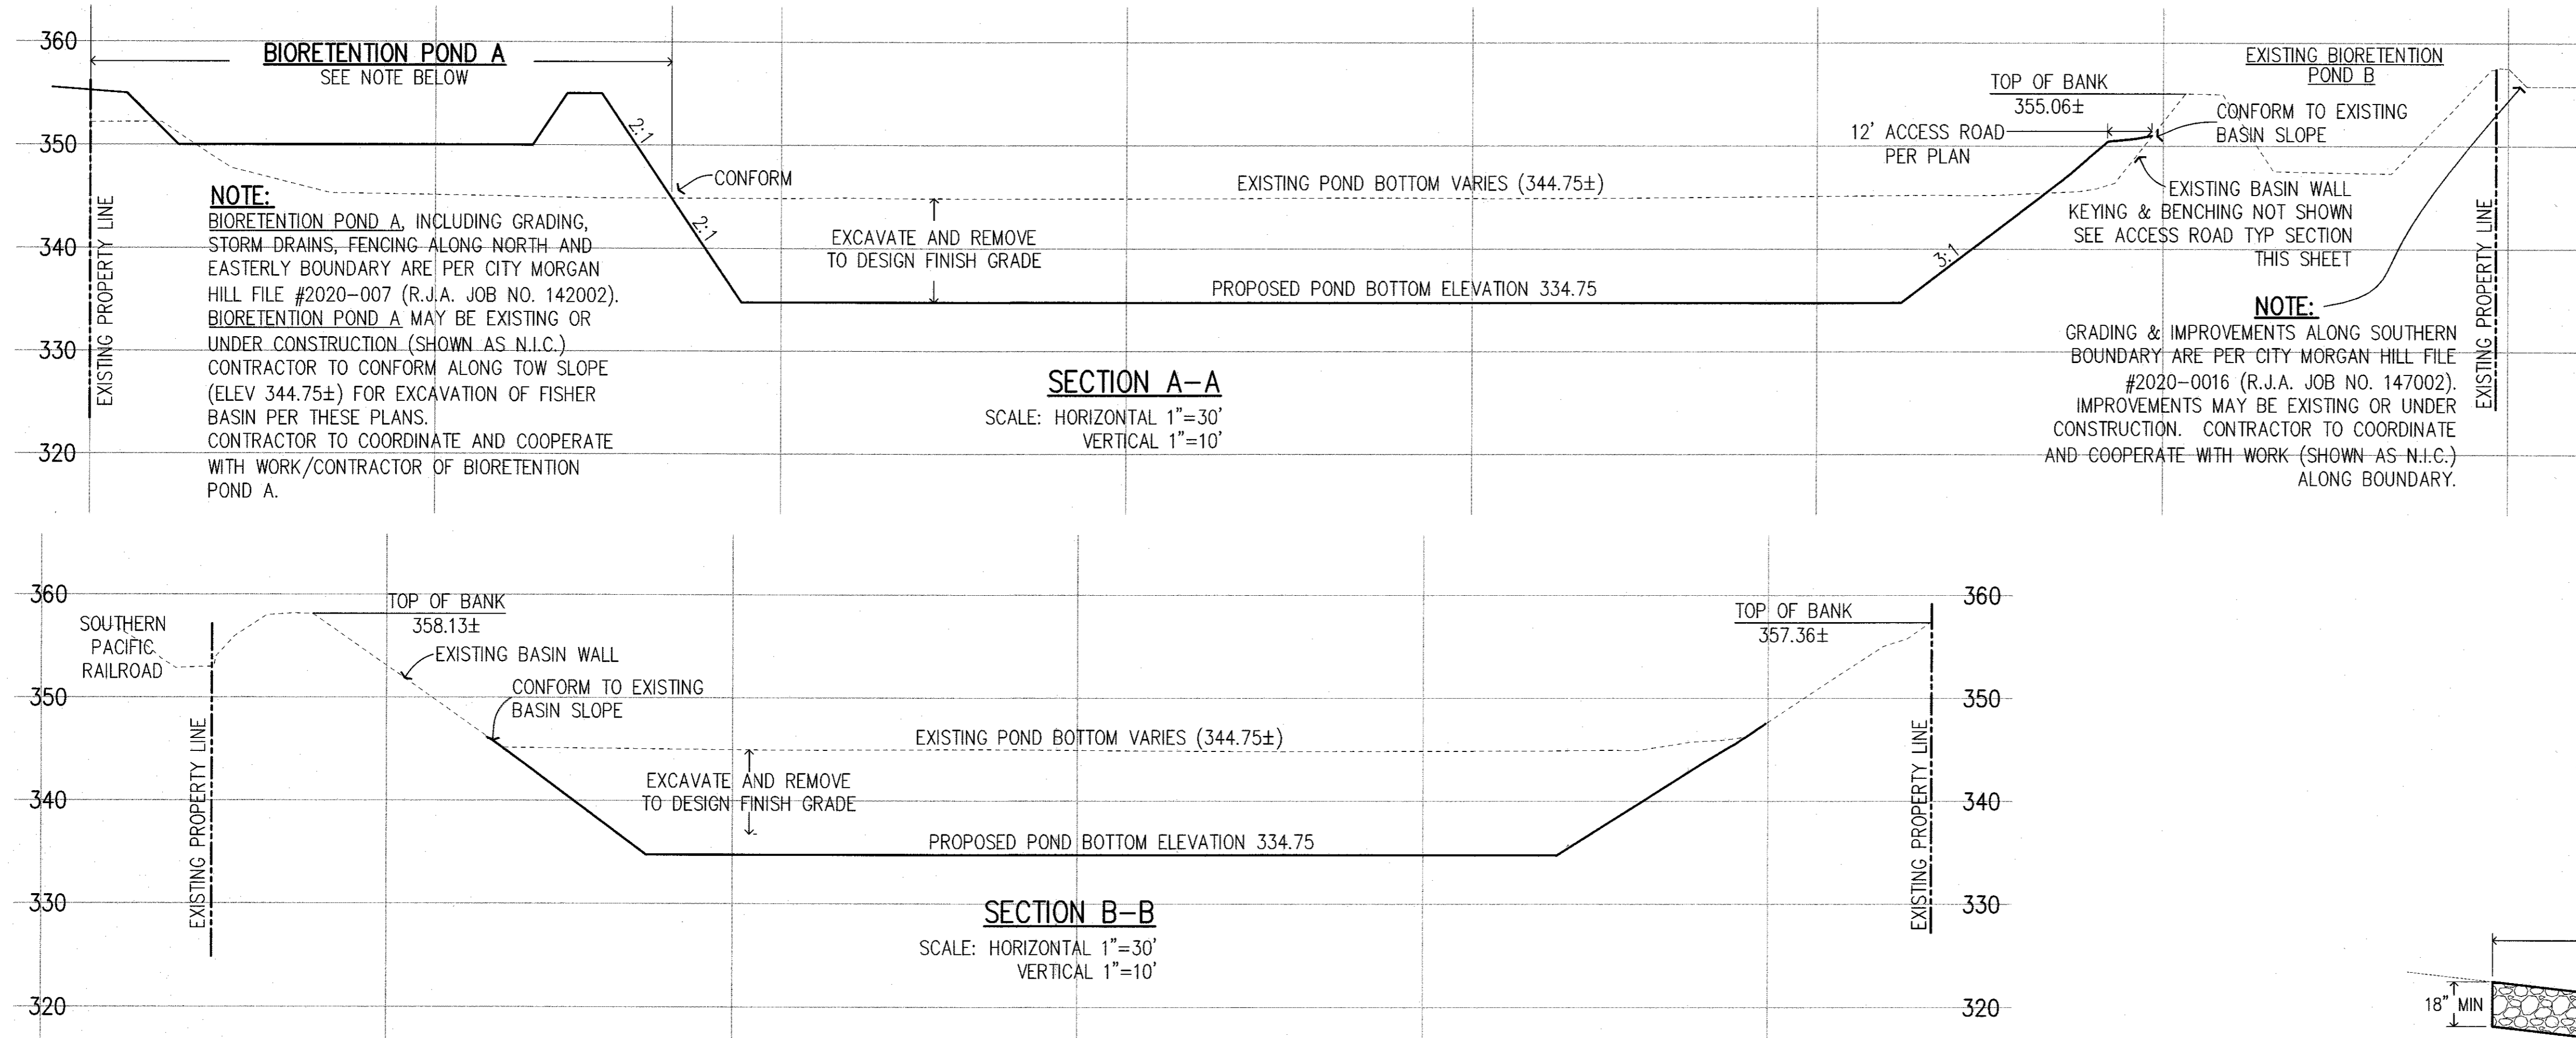 360
BIORETENTION POND A
SEE NOTE BELOW
EXISTING BIORETENTION
POND B
TOP OF BANK
355.06±
CONFORM TO EXISTING
BASIN SLOPE
12' ACCESS ROAD
PER PLAN
2:1
350
CONFORM
EXISTING POND BOTTOM VARIES (344.75±)
EXISTING BASIN WALL
KEYING & BENCHING NOT SHOWN
SEE ACCESS ROAD TYP SECTION
THIS SHEET
EXISTING PROPERTY LINE
NOTE:
BIORETENTION POND A, INCLUDING GRADING,
STORM DRAINS, FENCING ALONG NORTH AND
EASTERLY BOUNDARY ARE PER CITY MORGAN
HILL FILE #2020-007 (R.J.A. JOB NO. 142002).
BIORETENTION POND A MAY BE EXISTING OR
UNDER CONSTRUCTION (SHOWN AS N.I.C.)
CONTRACTOR TO CONFORM ALONG TOW SLOPE
(ELEV 344.75±) FOR EXCAVATION OF FISHER
BASIN PER THESE PLANS.
CONTRACTOR TO COORDINATE AND COOPERATE
WITH WORK/CONTRACTOR OF BIORETENTION
POND A.
2:1
340
EXCAVATE AND REMOVE
TO DESIGN FINISH GRADE
3:1
PROPOSED POND BOTTOM ELEVATION 334.75
EXISTING PROPERTY LINE
NOTE:
GRADING & IMPROVEMENTS ALONG SOUTHERN
BOUNDARY ARE PER CITY MORGAN HILL FILE
#2020-0016 (R.J.A. JOB NO. 147002).
IMPROVEMENTS MAY BE EXISTING OR UNDER
CONSTRUCTION. CONTRACTOR TO COORDINATE
AND COOPERATE WITH WORK (SHOWN AS N.I.C.)
ALONG BOUNDARY.
330
320
SECTION A-A
SCALE: HORIZONTAL 1"=30'
VERTICAL 1"=10'
360
SOUTHERN
PACIFIC
RAILROAD
TOP OF BANK
358.13±
TOP OF BANK
357.36±
360
EXISTING BASIN WALL
CONFORM TO EXISTING
BASIN SLOPE
350
350
EXISTING POND BOTTOM VARIES (344.75±)
EXISTING PROPERTY LINE
EXCAVATE AND REMOVE
TO DESIGN FINISH GRADE
340
340
EXISTING PROPERTY LINE
PROPOSED POND BOTTOM ELEVATION 334.75
330
330
SECTION B-B
SCALE: HORIZONTAL 1"=30'
VERTICAL 1"=10'
320
320
18" MIN